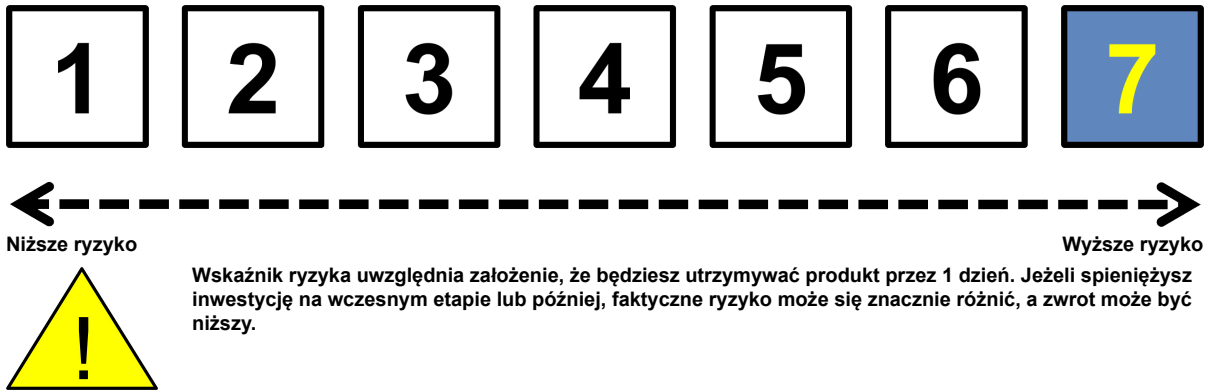 1 2 3 4 5 6 7
Niższe ryzyko Wyższe ryzyko
Wskaźnik ryzyka uwzględnia założenie, że będziesz utrzymywać produkt przez 1 dzień. Jeżeli spieniężysz
inwestycję na wczesnym etapie lub później, faktyczne ryzyko może się znacznie różnić, a zwrot może być
niższy.
!